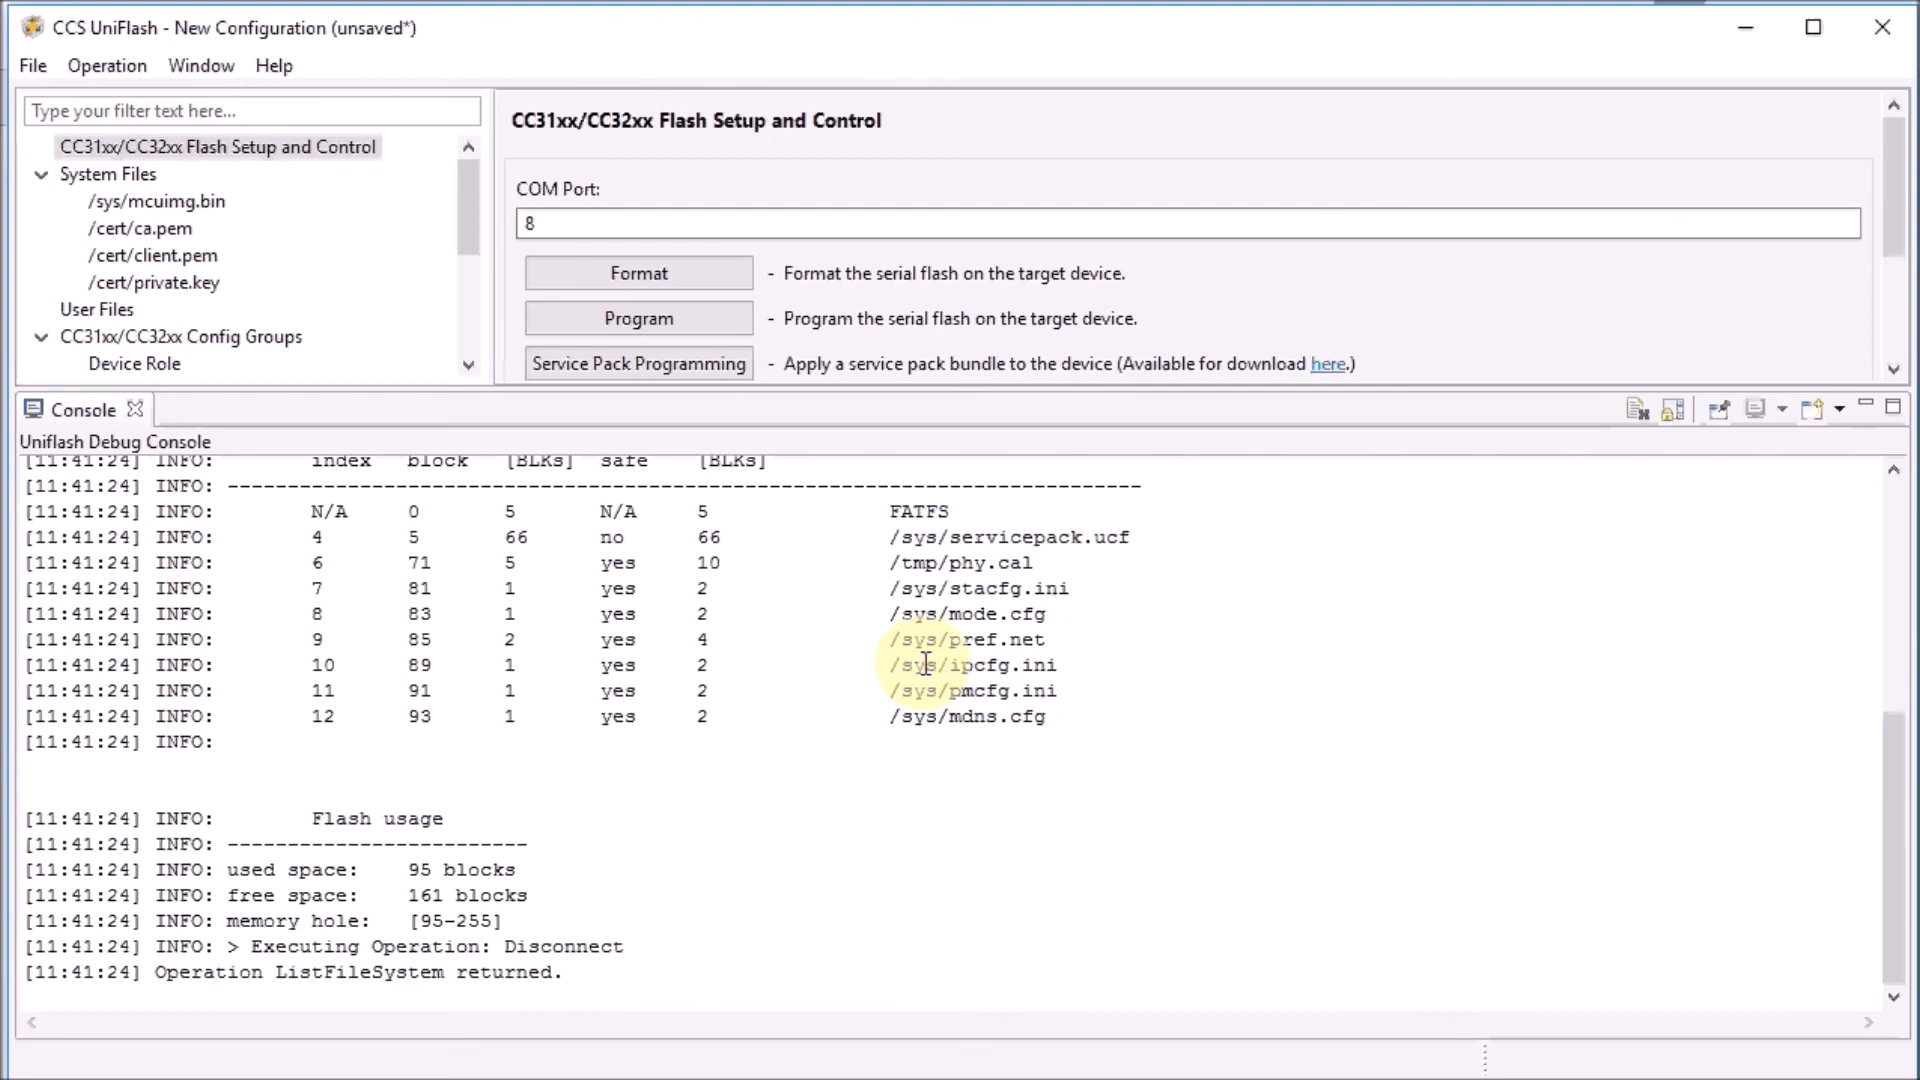 CCS UniFlash - New Configuration (unsaved*)
File Operation Window Help
Type your filter text here...
CC31xx/CC32xx Flash Setup and Control
System Files
/sys/mcuimg.bin
/cert/ca.pem
/cert/client.pem
/cert/private.key
User Files
CC31xx/CC32xx Config Groups
Device Role
CC31xx/CC32xx Flash Setup and Control
COM Port:
8
Format - Format the serial flash on the target device.
Program - Program the serial flash on the target device.
Service Pack Programming - Apply a service pack bundle to the device (Available for download here.)
Console
Uniflash Debug Console
[11:41:24] INFO: index block [BLKs] safe [BLKs]
[11:41:24] INFO: ----------------------------------------------------------------------------
[11:41:24] INFO: N/A 0 5 N/A 5 FATFS
[11:41:24] INFO: 4 5 66 no 66 /sys/servicepack.ucf
[11:41:24] INFO: 6 71 5 yes 10 /tmp/phy.cal
[11:41:24] INFO: 7 81 1 yes 2 /sys/stacfg.ini
[11:41:24] INFO: 8 83 1 yes 2 /sys/mode.cfg
[11:41:24] INFO: 9 85 2 yes 4 /sys/pref.net
[11:41:24] INFO: 10 89 1 yes 2 /sys/ipcfg.ini
[11:41:24] INFO: 11 91 1 yes 2 /sys/pmcfg.ini
[11:41:24] INFO: 12 93 1 yes 2 /sys/mdns.cfg
[11:41:24] INFO:
[11:41:24] INFO: Flash usage
[11:41:24] INFO: -------------------------
[11:41:24] INFO: used space: 95 blocks
[11:41:24] INFO: free space: 161 blocks
[11:41:24] INFO: memory hole: [95-255]
[11:41:24] INFO: > Executing Operation: Disconnect
[11:41:24] Operation ListFileSystem returned.